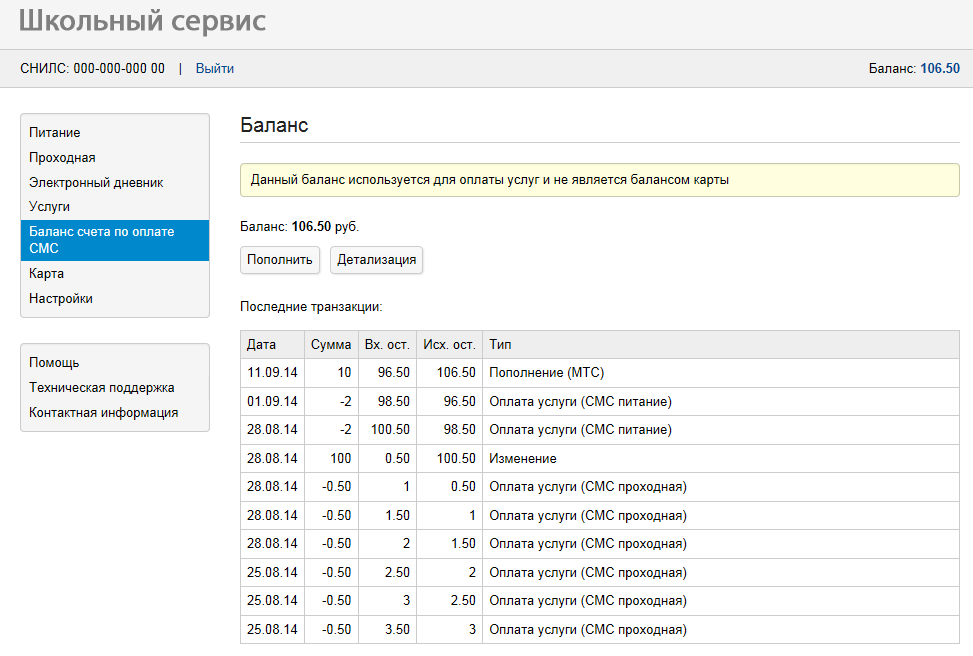 Школьный сервис
СНИЛС: 000-000-000 00 | Выйти Баланс: 106.50
Питание
Проходная
Электронный дневник
Услуги
Баланс счета по оплате
СМС
Карта
Настройки
Помощь
Техническая поддержка
Контактная информация
Баланс
Данный баланс используется для оплаты услуг и не является балансом карты
Баланс: 106.50 руб.
Пополнить Детализация
Последние транзакции:
Дата Сумма Вх. ост. Исх. ост. Тип
11.09.14 10 96.50 106.50 Пополнение (МТС)
01.09.14 -2 98.50 96.50 Оплата услуги (СМС питание)
28.08.14 -2 100.50 98.50 Оплата услуги (СМС питание)
28.08.14 100 0.50 100.50 Изменение
28.08.14 -0.50 1 0.50 Оплата услуги (СМС проходная)
28.08.14 -0.50 1.50 1 Оплата услуги (СМС проходная)
28.08.14 -0.50 2 1.50 Оплата услуги (СМС проходная)
25.08.14 -0.50 2.50 2 Оплата услуги (СМС проходная)
25.08.14 -0.50 3 2.50 Оплата услуги (СМС проходная)
25.08.14 -0.50 3.50 3 Оплата услуги (СМС проходная)